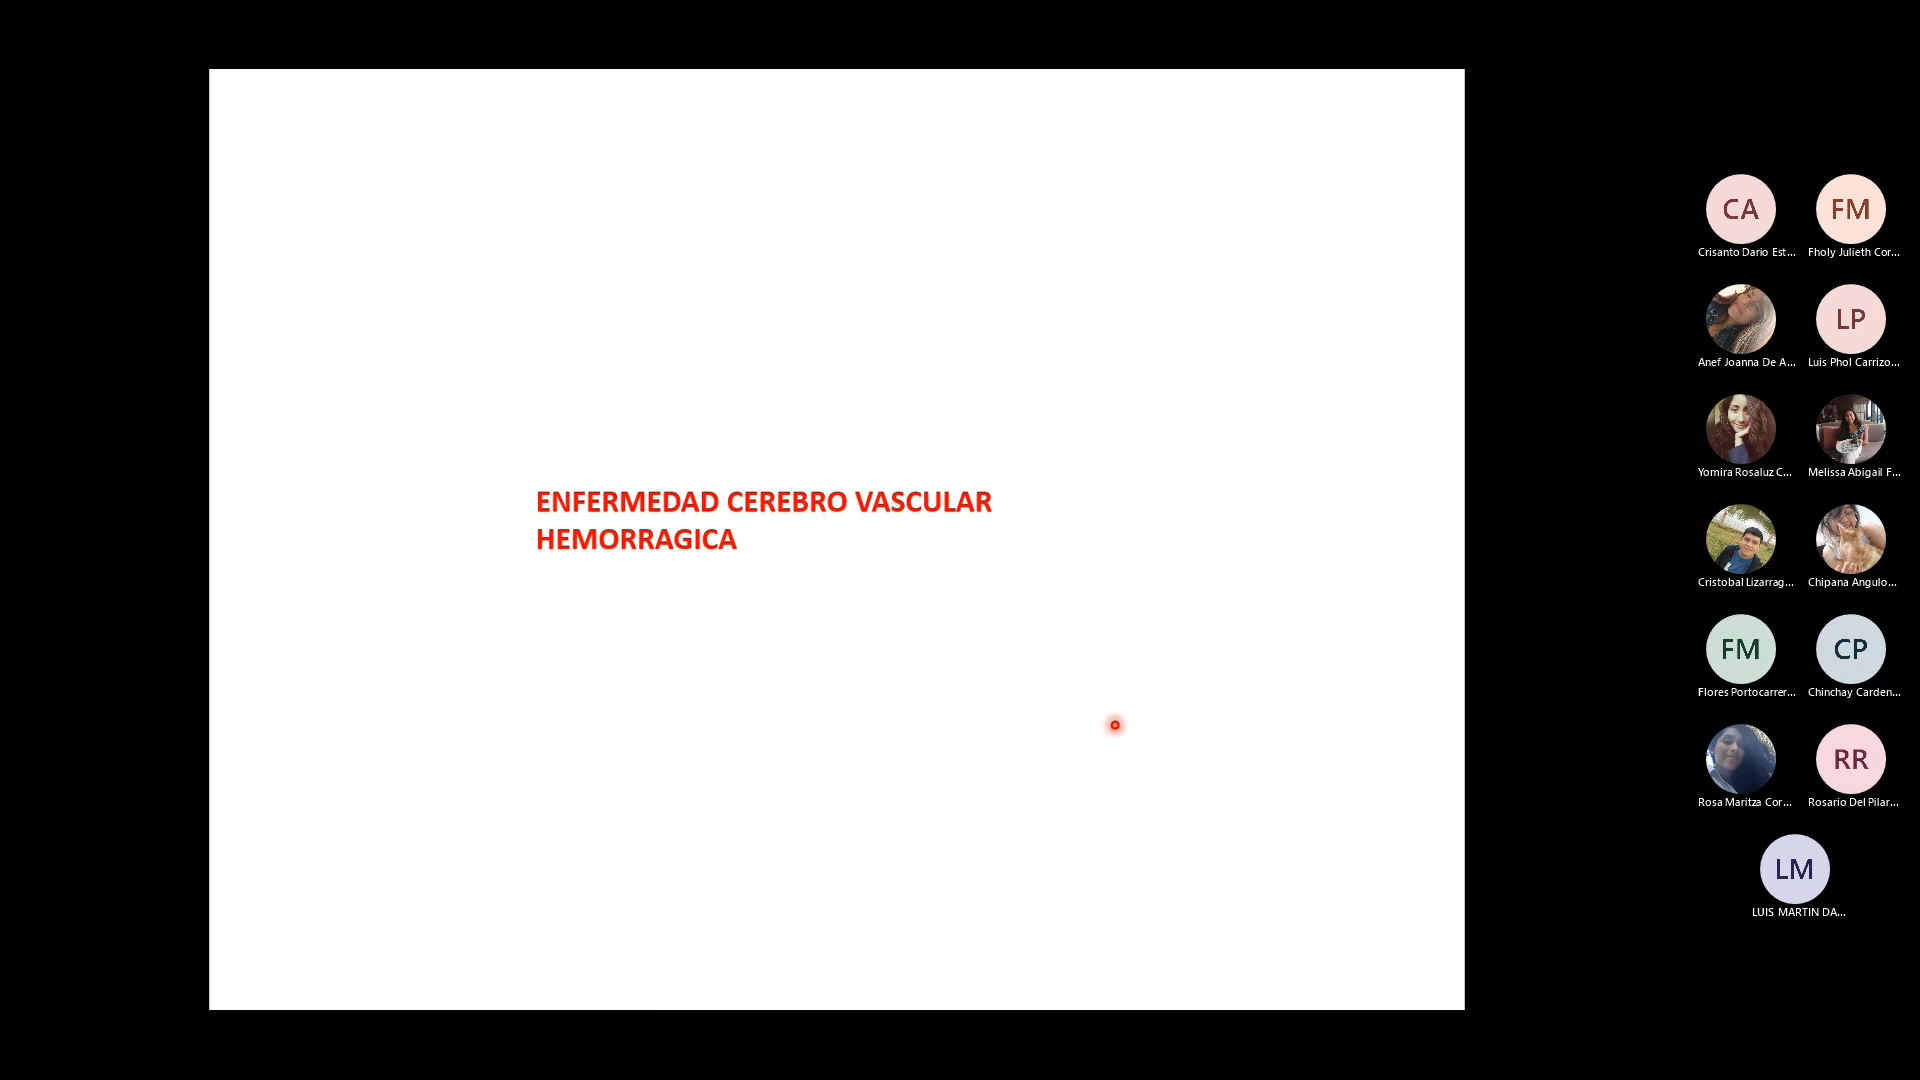 ENFERMEDAD CEREBRO VASCULAR
HEMORRAGICA
CA
FM
Crisanto Dario Est...
Fholy Julieth Cor...
LP
Anef Joanna De A...
Luis Phol Carrizo...
Yomira Rosaluz C...
Melissa Abigail F...
Cristobal Lizarrag...
Chipana Angulo...
FM
CP
Flores Portocarrer...
Chinchay Carden...
RR
Rosa Maritza Cor...
Rosario Del Pilar...
LM
LUIS MARTIN DA...